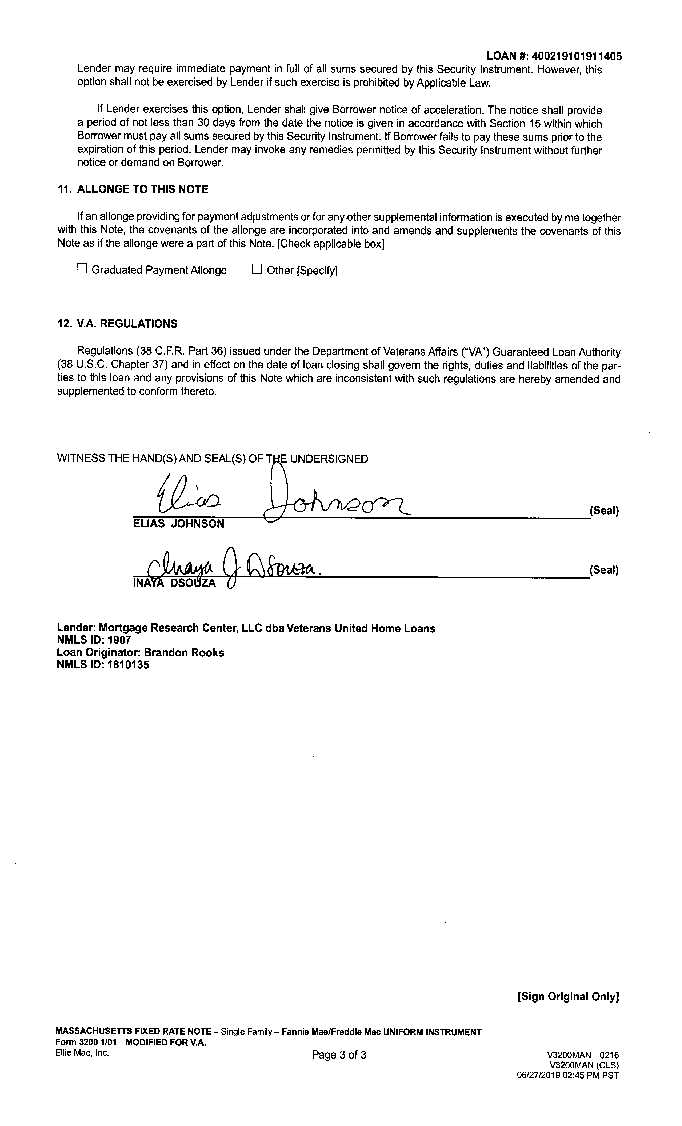 LOAN #: 400219101911405
Lender may require immediate payment in full of all sums secured by this Security Instrument. However, this
option shall not be exercised by Lender if such exercise is prohibited by Applicable Law.
If Lender exercises this option, Lender shall give Borrower notice of acceleration. The notice shall provide
a period of not less than 30 days from the date the notice is given in accordance with Section 15 within which
Borrower must pay all sums secured by this Security Instrument. If Borrower fails to pay these sums prior to the
expiration of this period, Lender may invoke any remedies permitted by this Security Instrument without further
notice or demand on Borrower.
11. ALLONGE TO THIS NOTE
If an allonge providing for payment adjustments or for any other supplemental information is executed by me together
with this Note, the covenants of the allonge are incorporated into and amends and supplements the covenants of this
Note as if the allonge were a part of this Note. [Check applicable box]
☐ Graduated Payment Allonge ☐ Other [Specify]
12. V.A. REGULATIONS
Regulations (38 C.F.R. Part 36) issued under the Department of Veterans Affairs ("VA") Guaranteed Loan Authority
(38 U.S.C. Chapter 37) and in effect on the date of loan closing shall govern the rights, duties and liabilities of the par-
ties to this loan and any provisions of this Note which are inconsistent with such regulations are hereby amended and
supplemented to conform thereto.
WITNESS THE HAND(S) AND SEAL(S) OF THE UNDERSIGNED
Elias Johnson
(Seal)
ELIAS JOHNSON
Inaya J DSouza.
(Seal)
INAYA DSOUZA
Lender: Mortgage Research Center, LLC dba Veterans United Home Loans
NMLS ID: 1907
Loan Originator: Brandon Rooks
NMLS ID: 1810135
[Sign Original Only]
MASSACHUSETTS FIXED RATE NOTE – Single Family – Fannie Mae/Freddie Mac UNIFORM INSTRUMENT
Form 3200 1/01 MODIFIED FOR V.A.
Ellie Mae, Inc. Page 3 of 3 V3200MAN 0216
V3200MAN (CLS)
06/27/2019 02:45 PM PST